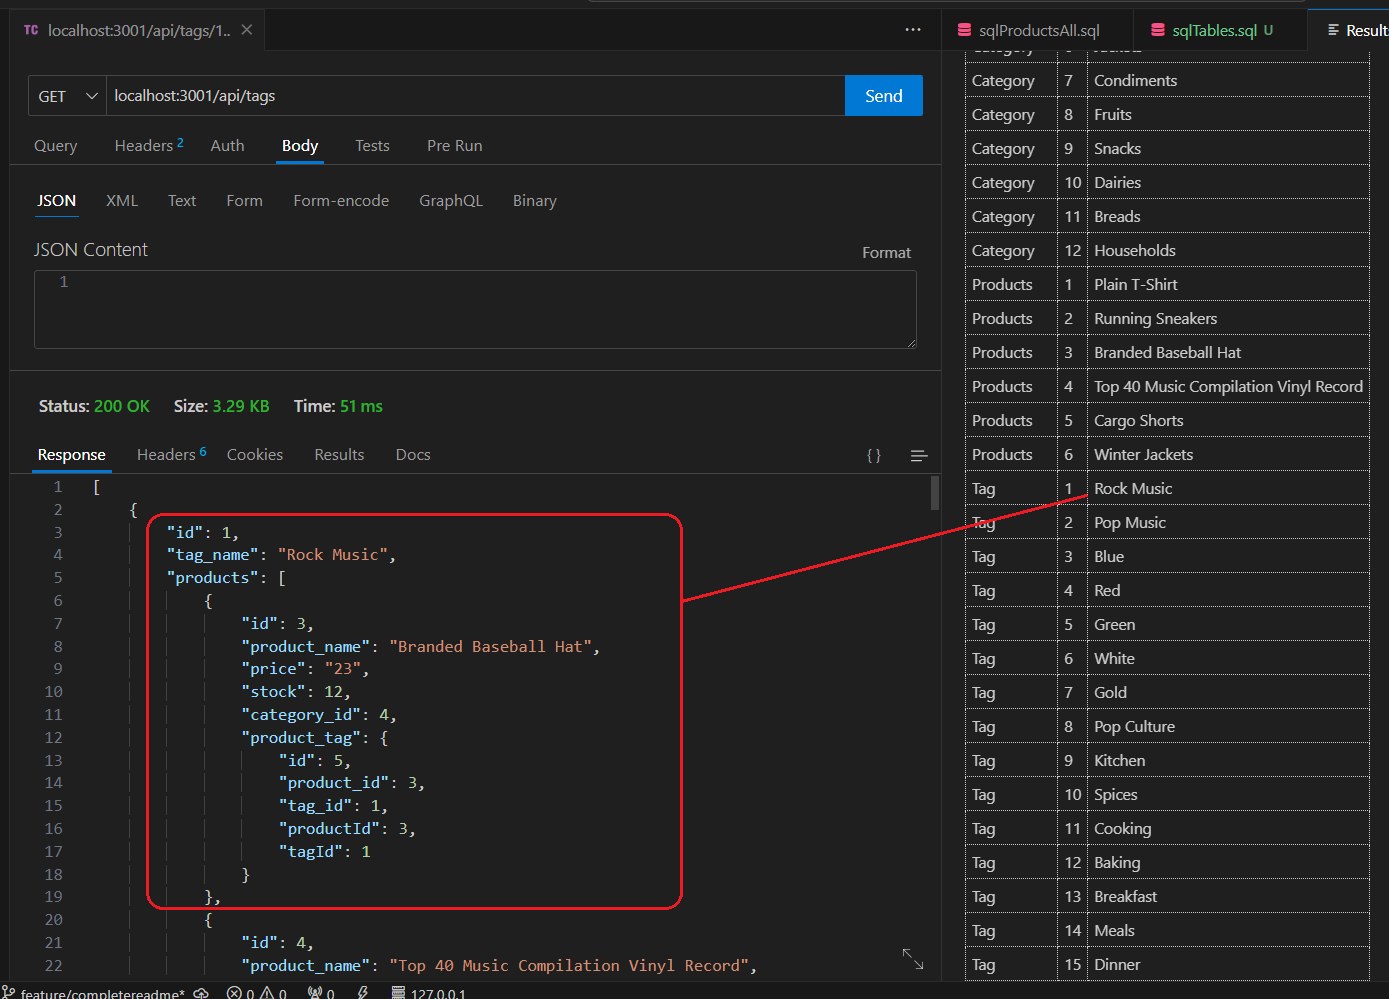 TC localhost:3001/api/tags/1..
sqlProductsAll.sql
sqlTables.sql U
Results
GET localhost:3001/api/tags Send
Query Headers 2 Auth Body Tests Pre Run
JSON XML Text Form Form-encode GraphQL Binary
JSON Content Format
1
Status: 200 OK Size: 3.29 KB Time: 51 ms
Response Headers 6 Cookies Results Docs { }
1 [
2 {
3 "id": 1,
4 "tag_name": "Rock Music",
5 "products": [
6 {
7 "id": 3,
8 "product_name": "Branded Baseball Hat",
9 "price": "23",
10 "stock": 12,
11 "category_id": 4,
12 "product_tag": {
13 "id": 5,
14 "product_id": 3,
15 "tag_id": 1,
16 "productId": 3,
17 "tagId": 1
18 }
19 },
20 {
21 "id": 4,
22 "product_name": "Top 40 Music Compilation Vinyl Record",
Category 7 Condiments
Category 8 Fruits
Category 9 Snacks
Category 10 Dairies
Category 11 Breads
Category 12 Households
Products 1 Plain T-Shirt
Products 2 Running Sneakers
Products 3 Branded Baseball Hat
Products 4 Top 40 Music Compilation Vinyl Record
Products 5 Cargo Shorts
Products 6 Winter Jackets
Tag 1 Rock Music
Tag 2 Pop Music
Tag 3 Blue
Tag 4 Red
Tag 5 Green
Tag 6 White
Tag 7 Gold
Tag 8 Pop Culture
Tag 9 Kitchen
Tag 10 Spices
Tag 11 Cooking
Tag 12 Baking
Tag 13 Breakfast
Tag 14 Meals
Tag 15 Dinner
feature/completereadme* 0 0 0 127.0.0.1